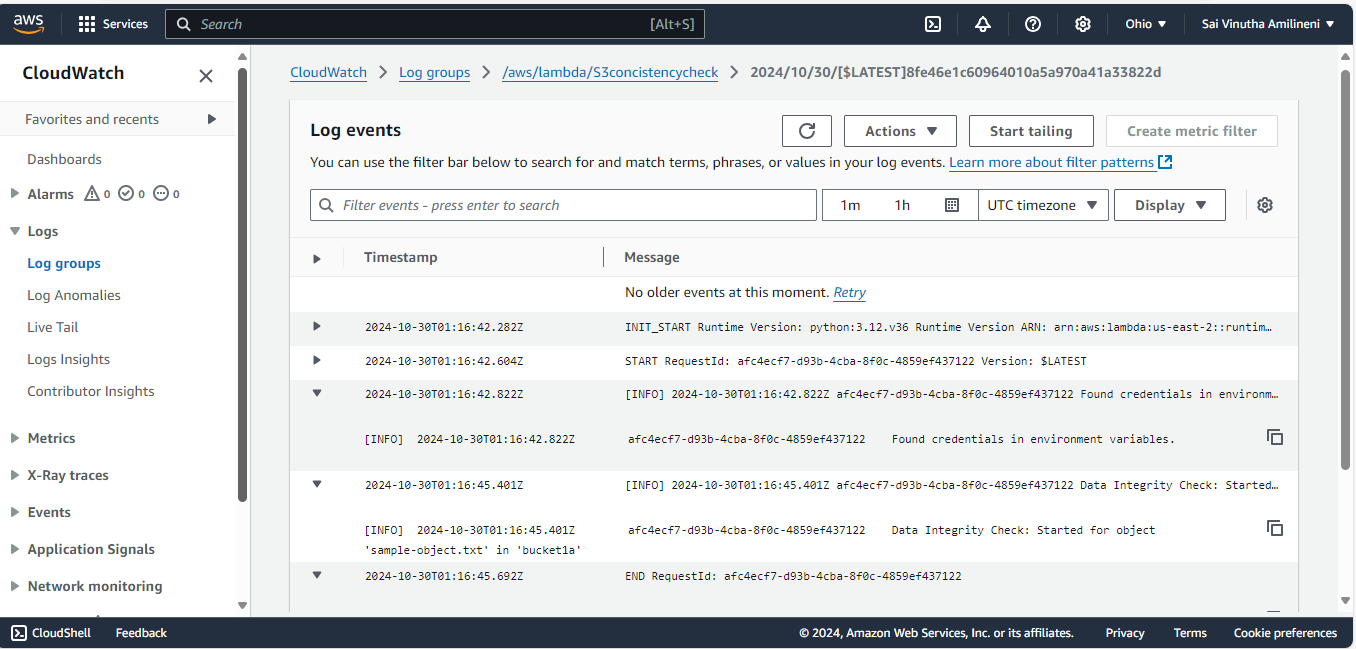 aws Services Search [Alt+S] Ohio Sai Vinutha Amilineni
CloudWatch
Favorites and recents
Dashboards
Alarms 0 0 0
Logs
Log groups
Log Anomalies
Live Tail
Logs Insights
Contributor Insights
Metrics
X-Ray traces
Events
Application Signals
Network monitoring
CloudWatch > Log groups > /aws/lambda/S3concistencycheck > 2024/10/30/[$LATEST]8fe46e1c60964010a5a970a41a33822d
Log events
Actions Start tailing Create metric filter
You can use the filter bar below to search for and match terms, phrases, or values in your log events. Learn more about filter patterns
Filter events - press enter to search 1m 1h UTC timezone Display
Timestamp Message
No older events at this moment. Retry
2024-10-30T01:16:42.282Z INIT_START Runtime Version: python:3.12.v36 Runtime Version ARN: arn:aws:lambda:us-east-2::runtim…
2024-10-30T01:16:42.604Z START RequestId: afc4ecf7-d93b-4cba-8f0c-4859ef437122 Version: $LATEST
2024-10-30T01:16:42.822Z [INFO] 2024-10-30T01:16:42.822Z afc4ecf7-d93b-4cba-8f0c-4859ef437122 Found credentials in environm…
[INFO] 2024-10-30T01:16:42.822Z afc4ecf7-d93b-4cba-8f0c-4859ef437122 Found credentials in environment variables.
2024-10-30T01:16:45.401Z [INFO] 2024-10-30T01:16:45.401Z afc4ecf7-d93b-4cba-8f0c-4859ef437122 Data Integrity Check: Started…
[INFO] 2024-10-30T01:16:45.401Z afc4ecf7-d93b-4cba-8f0c-4859ef437122 Data Integrity Check: Started for object
'sample-object.txt' in 'bucket1a'
2024-10-30T01:16:45.692Z END RequestId: afc4ecf7-d93b-4cba-8f0c-4859ef437122
CloudShell Feedback © 2024, Amazon Web Services, Inc. or its affiliates. Privacy Terms Cookie preferences